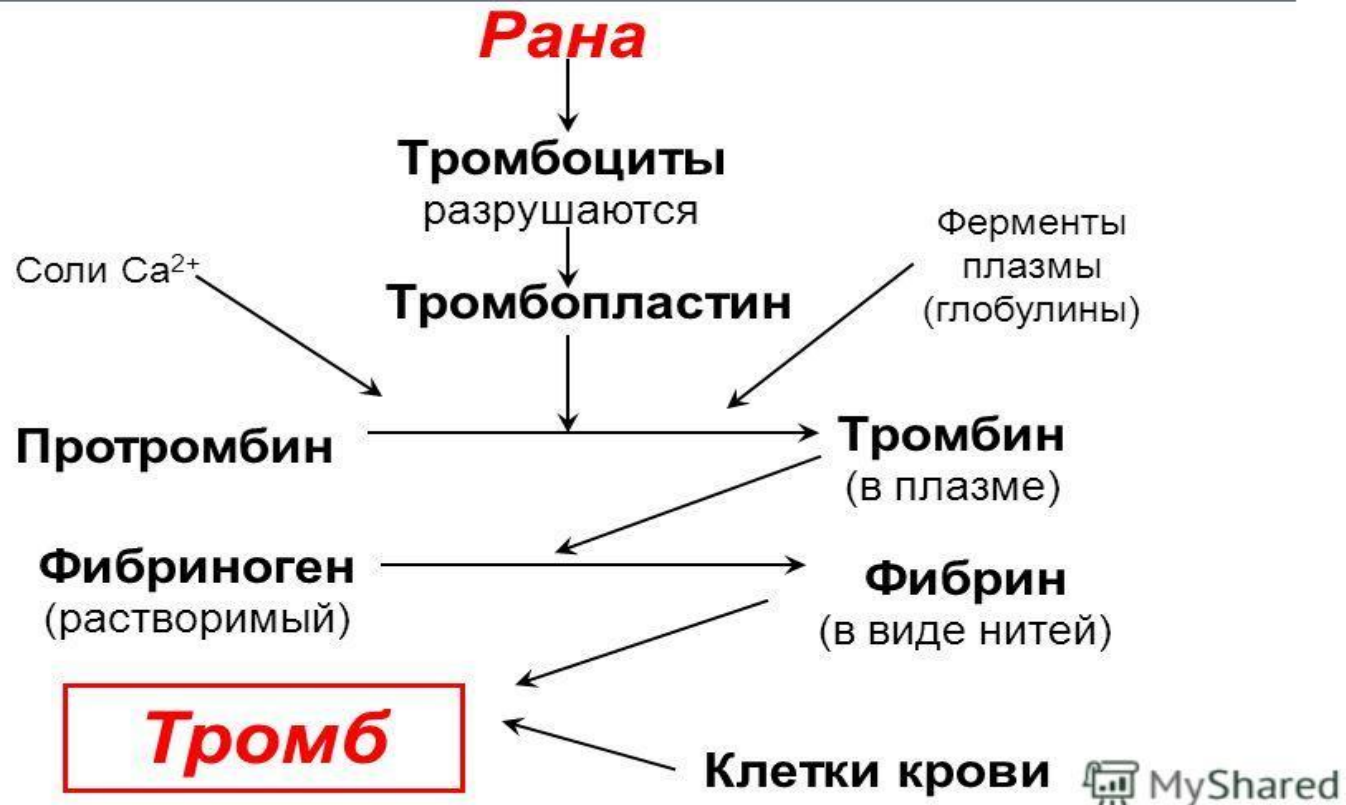 Рана
Тромбоциты
разрушаются
Ферменты
плазмы
(глобулины)
Соли Ca²⁺
Тромбопластин
Протромбин
Тромбин
(в плазме)
Фибриноген
(растворимый)
Фибрин
(в виде нитей)
Тромб
Клетки крови
MyShared